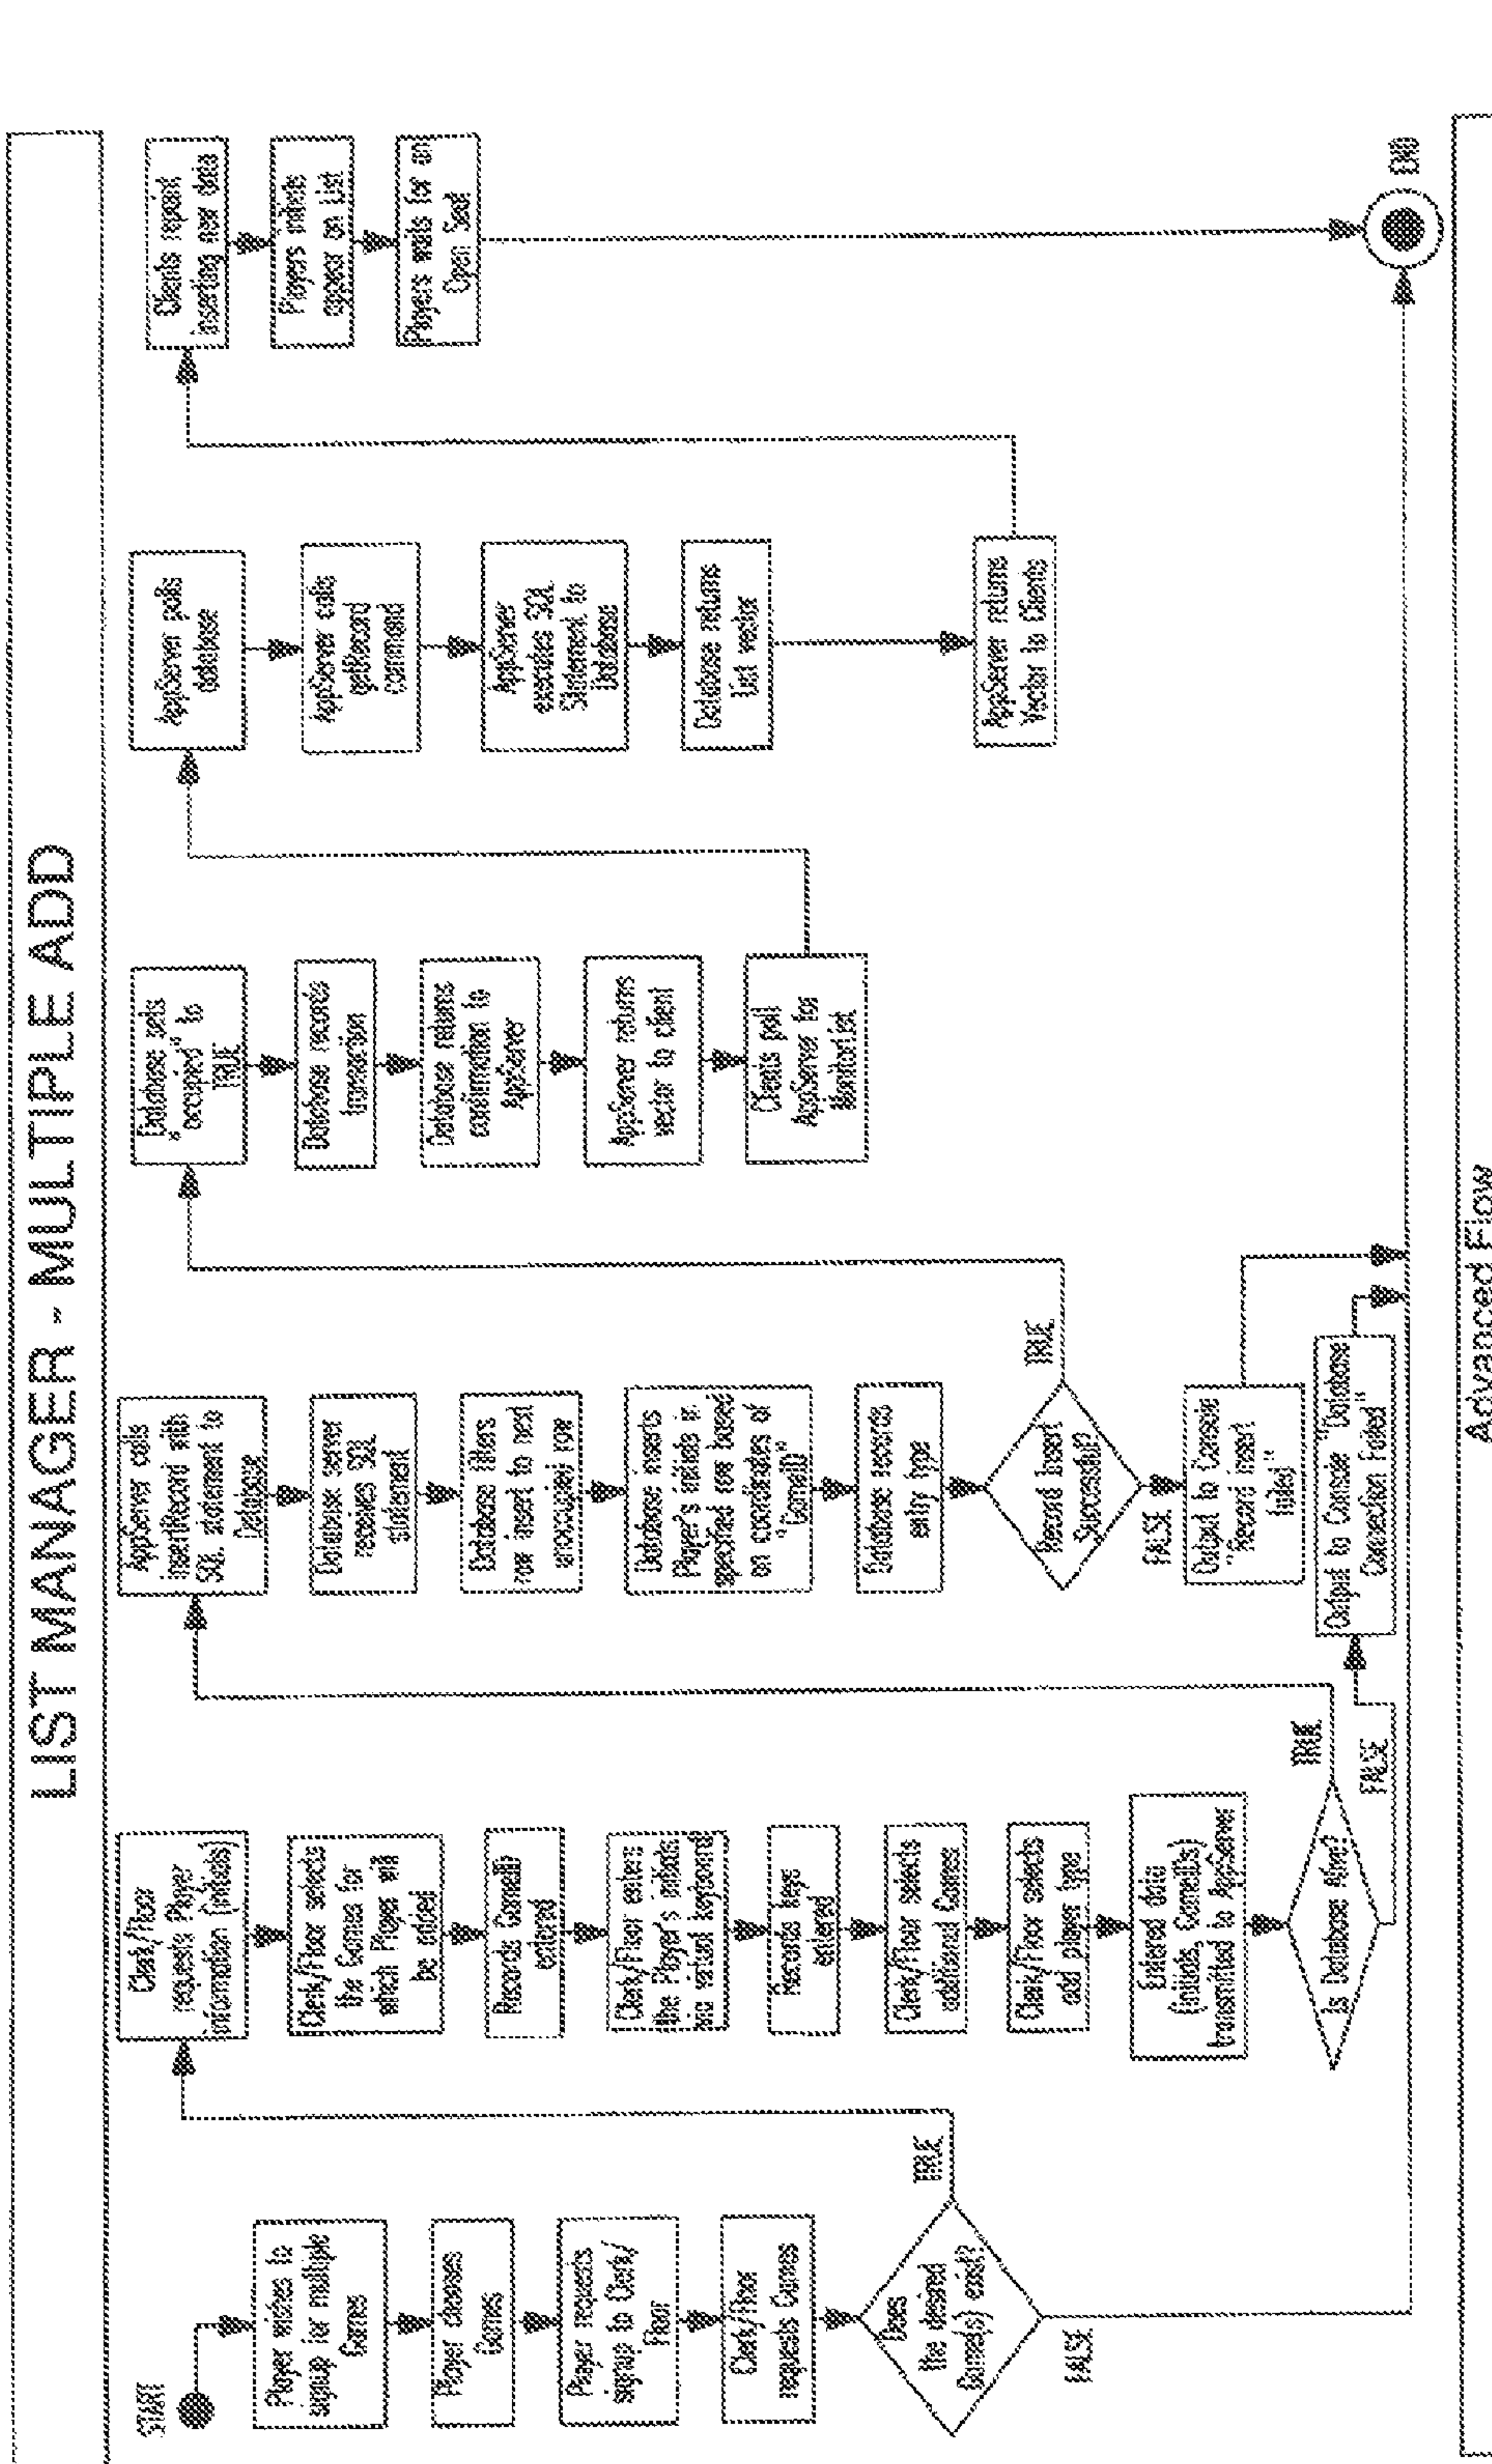 LIST MANAGER - MULTIPLE ADD
START
Player wishes to
signup for multiple
Games
Player chooses
Games
Player requests
signup to Clerk/
Floor
Clerk/Floor
requests Games
Does
the desired
Game(s) exist?
TRUE
FALSE
Clerk/Floor
requests Player
information (initials)
Clerk/Floor selects
the Games for
which Player will
be added
Records GameID
entered
Clerk/Floor enters
the Player's initials
via virtual keyboard
Records keys
entered
Clerk/Floor selects
additional Games
Clerk/Floor selects
add player type
Entered data
(initials, GameID's)
transmitted to AppServer
Is Database Alive?
TRUE
FALSE
AppServer calls
insertRecord with
SQL statement to
Database
Database server
receives SQL
statement
Database filters
row insert to next
unoccupied row
Database inserts
Player's initials in
specified row based
on coordinates of
"GameID"
Database records
entry type
Record Insert
Successful?
TRUE
FALSE
Output to Console
"Record insert
failed"
Output to Console "Database
Connection Failed"
Database sets
"occupied" to
TRUE
Database records
transaction
Database returns
confirmation to
AppServer
AppServer returns
vector to client
Clients poll
AppServer for
MonitorList
AppServer polls
database
AppServer calls
getRecord
command
AppServer
executes SQL
Statement to
Database
Database returns
List vector
AppServer returns
Vector to Clients
Clients repaint
inserting new data
Players initials
appear on List
Players waits for an
Open Seat
END
Advanced Flow